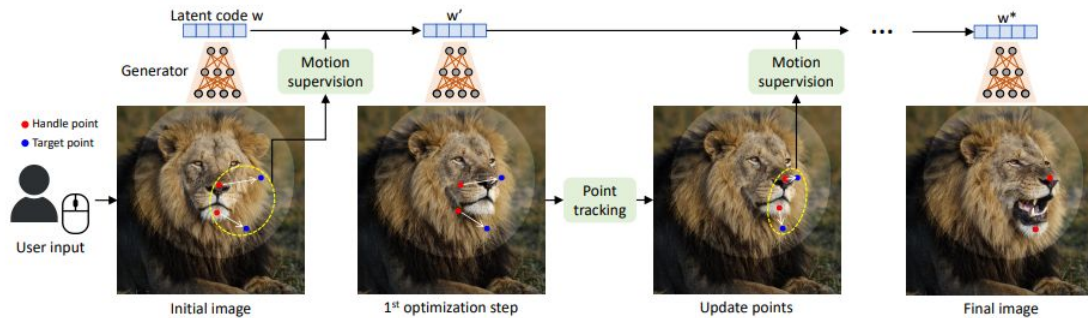 Latent code w
w'
w*
Generator
Motion
supervision
Motion
supervision
...
Handle point
Target point
User input
Point
tracking
Initial image
1st optimization step
Update points
Final image